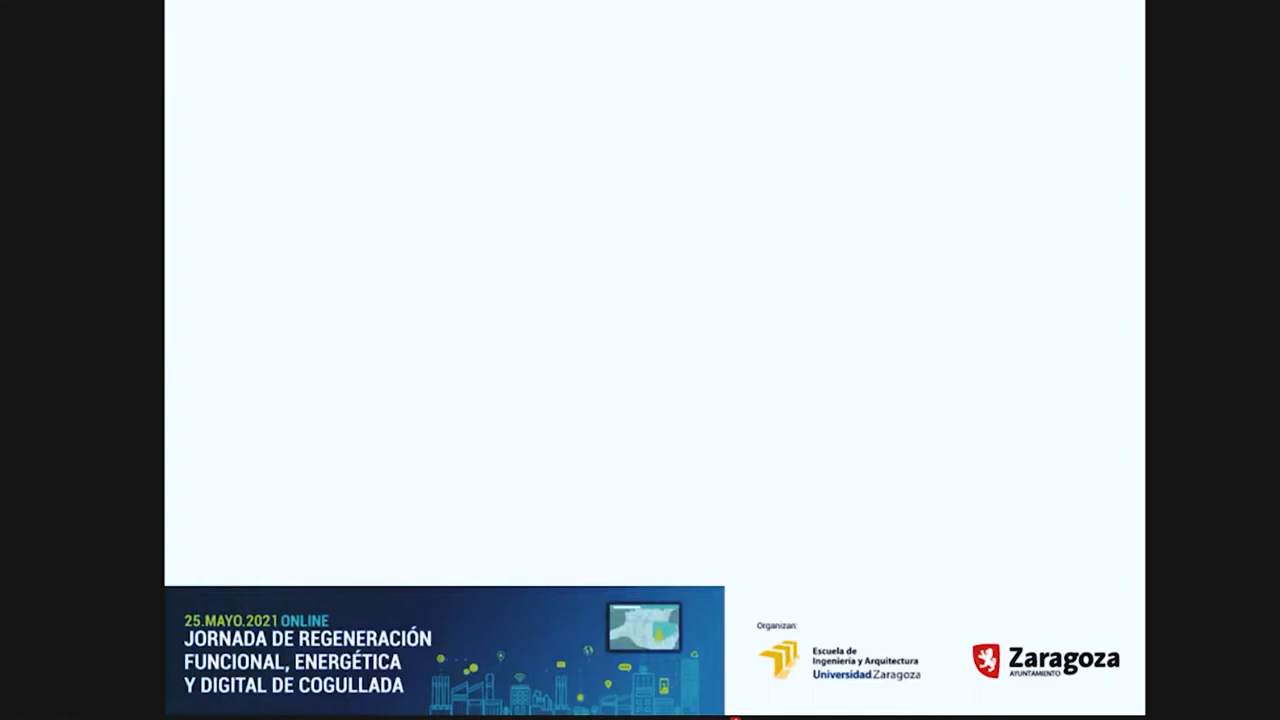 25.MAYO.2021 ONLINE
JORNADA DE REGENERACIÓN
FUNCIONAL, ENERGÉTICA
Y DIGITAL DE COGULLADA
Organizan:
Escuela de
Ingeniería y Arquitectura
Universidad Zaragoza
Zaragoza
AYUNTAMIENTO